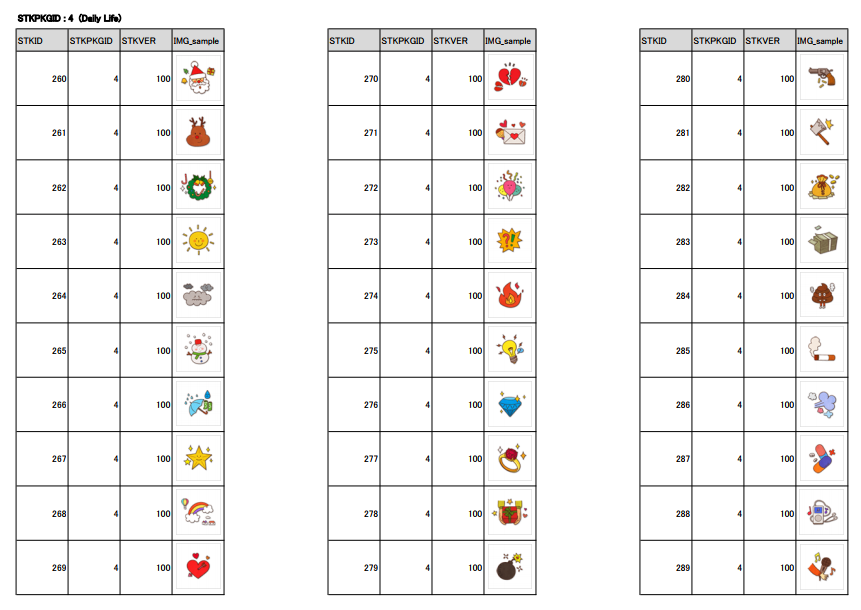 STKPKGID : 4 (Daily Life)
STKID STKPKGID STKVER IMG_sample
260 4 100
261 4 100
262 4 100
263 4 100
264 4 100
265 4 100
266 4 100
267 4 100
268 4 100
269 4 100
STKID STKPKGID STKVER IMG_sample
270 4 100
271 4 100
272 4 100
273 4 100
?!
274 4 100
275 4 100
276 4 100
277 4 100
278 4 100
279 4 100
STKID STKPKGID STKVER IMG_sample
280 4 100
281 4 100
282 4 100
283 4 100
284 4 100
285 4 100
286 4 100
287 4 100
288 4 100
289 4 100